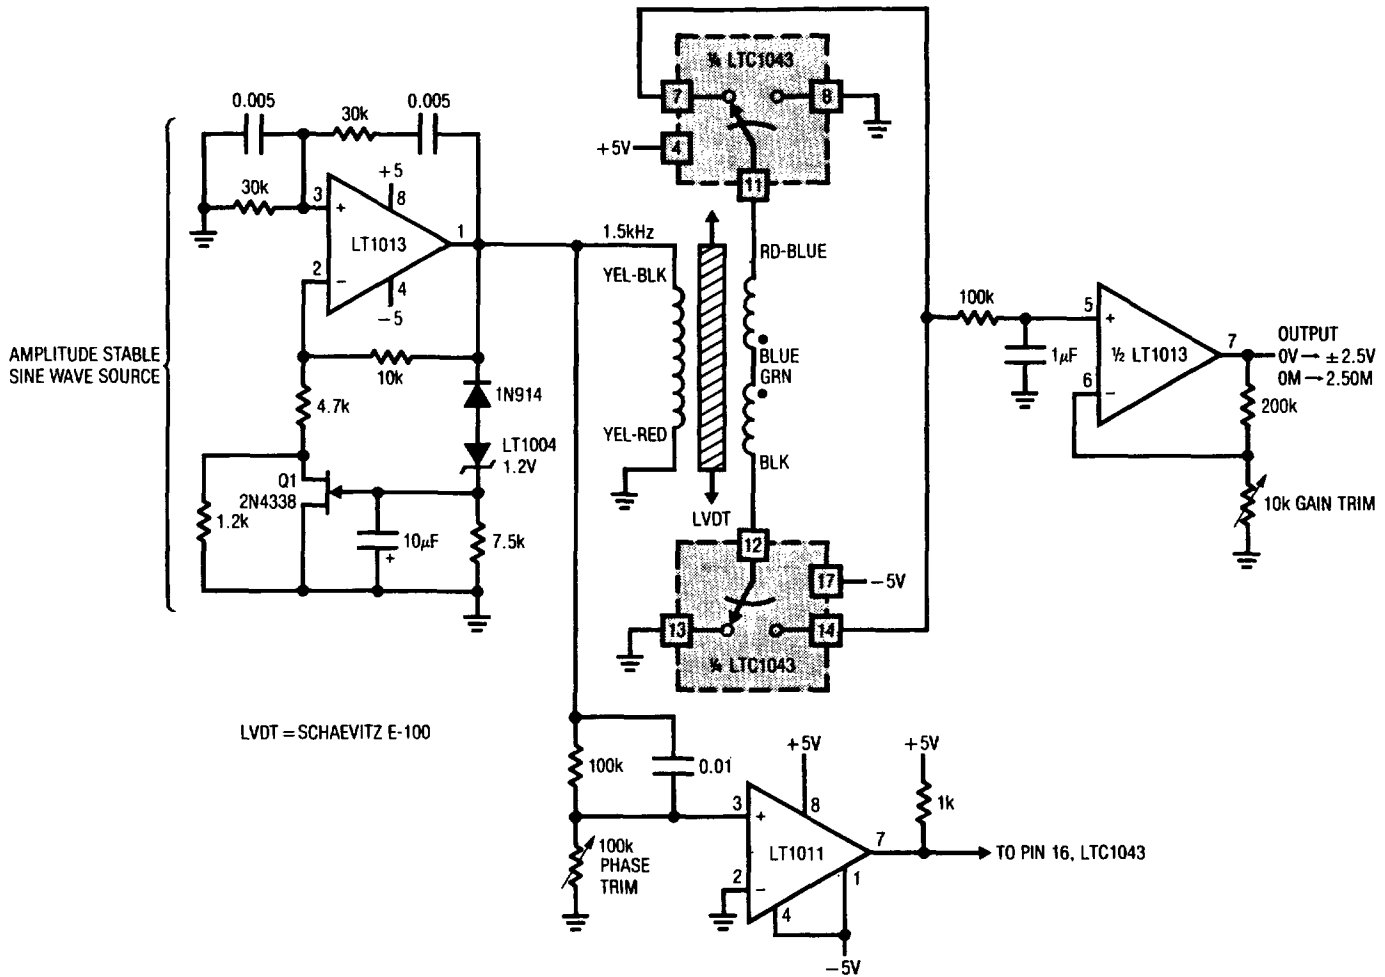 ¼ LTC1043
7
8
+5V
4
11
0.005
30k
0.005
30k
3
+
+5
8
LT1013
1
2
−
4
−5
1.5kHz
YEL-BLK
RD-BLUE
AMPLITUDE STABLE
SINE WAVE SOURCE
10k
4.7k
1N914
LT1004
1.2V
Q1
2N4338
1.2k
10µF
+
7.5k
YEL-RED
BLUE
GRN
BLK
LVDT
100k
1µF
5
+
½ LT1013
7
6
−
OUTPUT
0V → ±2.5V
0M → 2.50M
200k
10k GAIN TRIM
12
17
−5V
13
14
¼ LTC1043
LVDT = SCHAEVITZ E-100
100k
0.01
100k
PHASE
TRIM
+5V
+5V
1k
3
+
8
LT1011
7
2
−
4
1
−5V
TO PIN 16, LTC1043